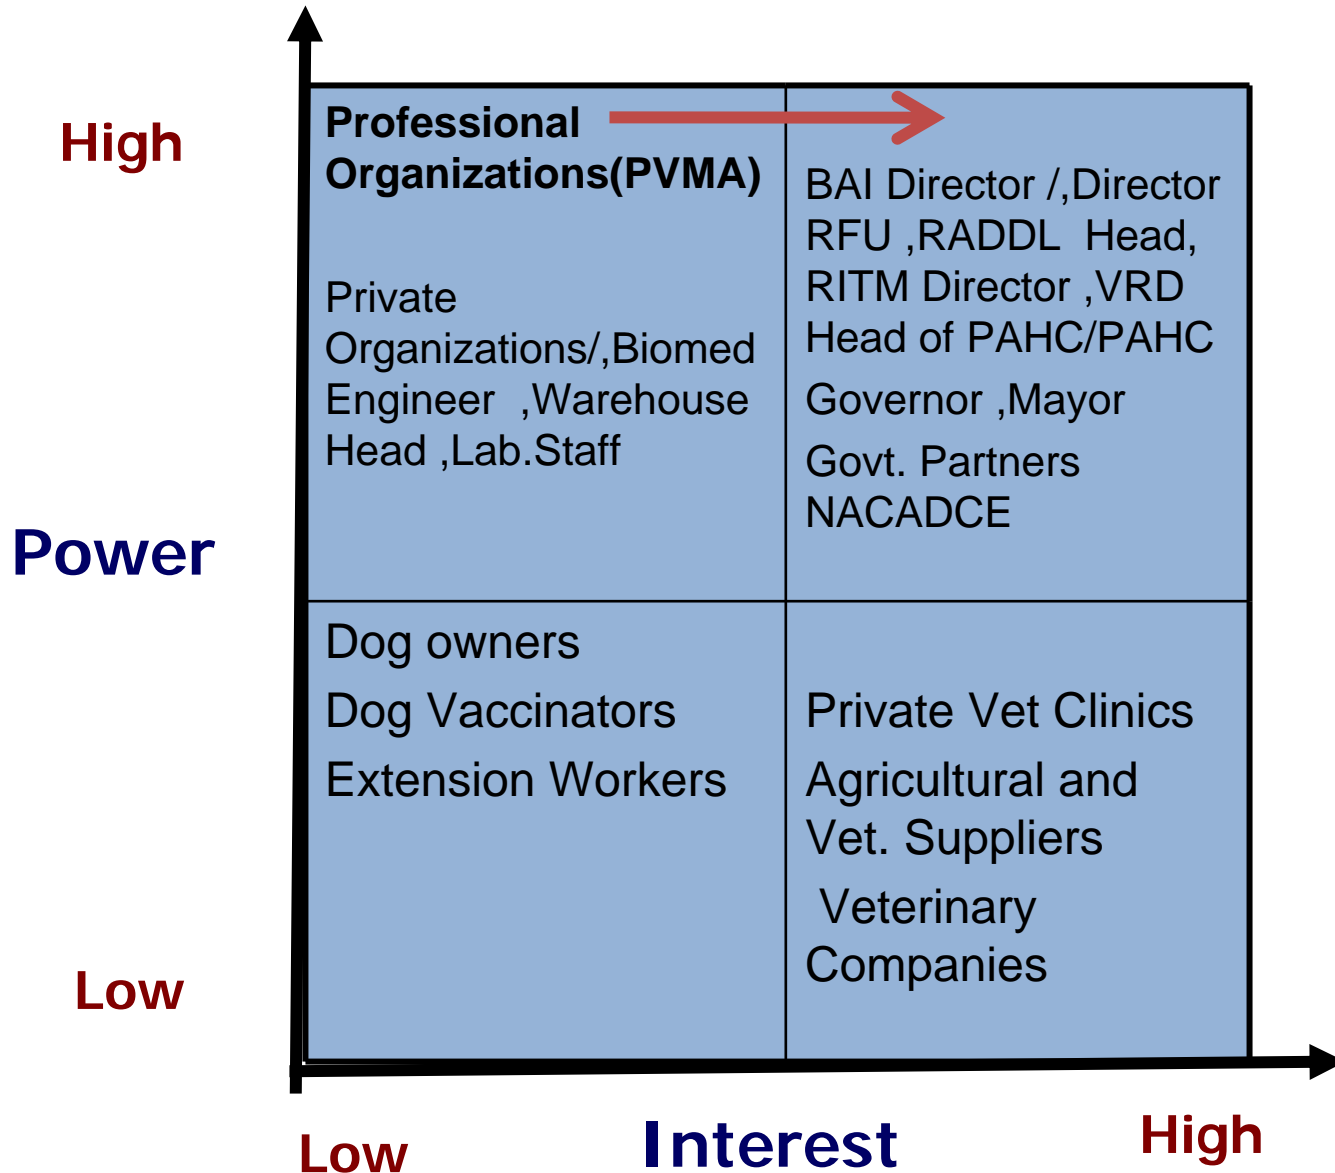 High
Professional
Organizations(PVMA)
Private
Organizations/,Biomed
Engineer ,Warehouse
Head ,Lab.Staff
BAI Director /,Director
RFU ,RADDL Head,
RITM Director ,VRD
Head of PAHC/PAHC
Governor ,Mayor
Govt. Partners
NACADCE
Power
Dog owners
Dog Vaccinators
Extension Workers
Private Vet Clinics
Agricultural and
Vet. Suppliers
Veterinary
Companies
Low
Low
Interest
High